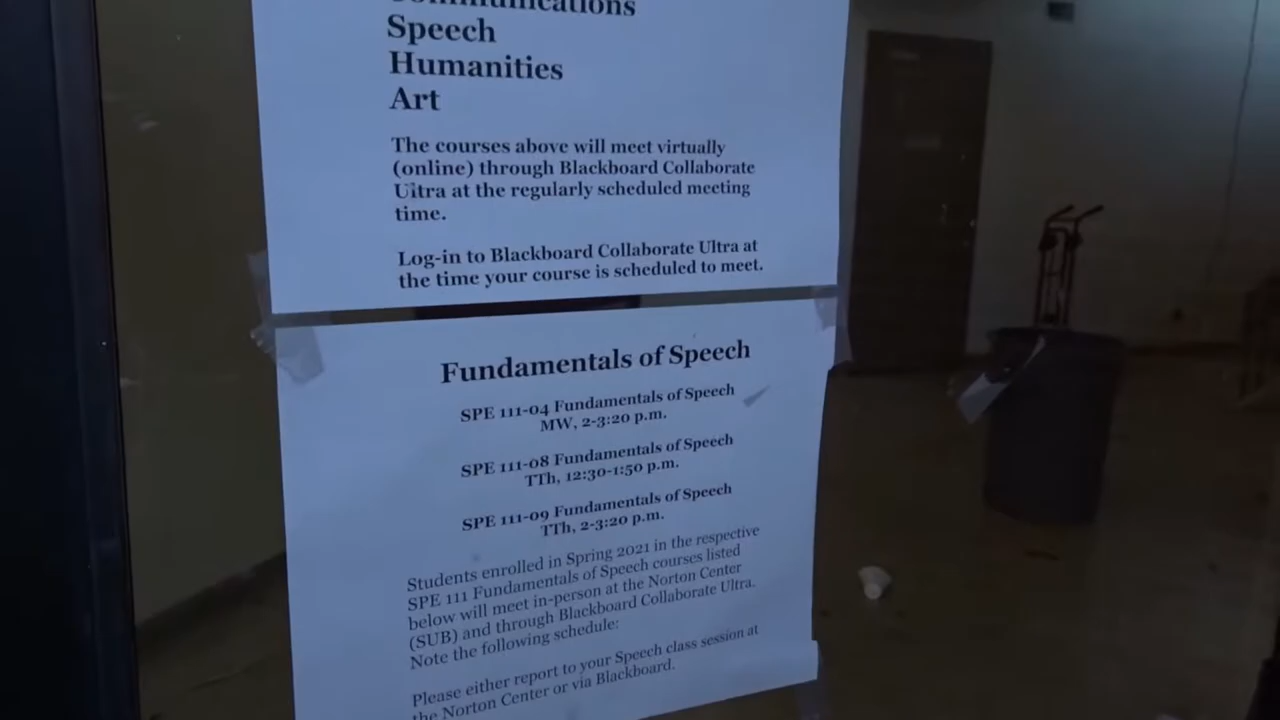 Communications
Speech
Humanities
Art
The courses above will meet virtually
(online) through Blackboard Collaborate
Ultra at the regularly scheduled meeting
time.
Log-in to Blackboard Collaborate Ultra at
the time your course is scheduled to meet.
Fundamentals of Speech
SPE 111-04 Fundamentals of Speech
MW, 2-3:20 p.m.
SPE 111-08 Fundamentals of Speech
TTh, 12:30-1:50 p.m.
SPE 111-09 Fundamentals of Speech
TTh, 2-3:20 p.m.
Students enrolled in Spring 2021 in the respective
SPE 111 Fundamentals of Speech courses listed
below will meet in-person at the Norton Center
(SUB) and through Blackboard Collaborate Ultra.
Note the following schedule:
Please either report to your Speech class session at
the Norton Center or via Blackboard.